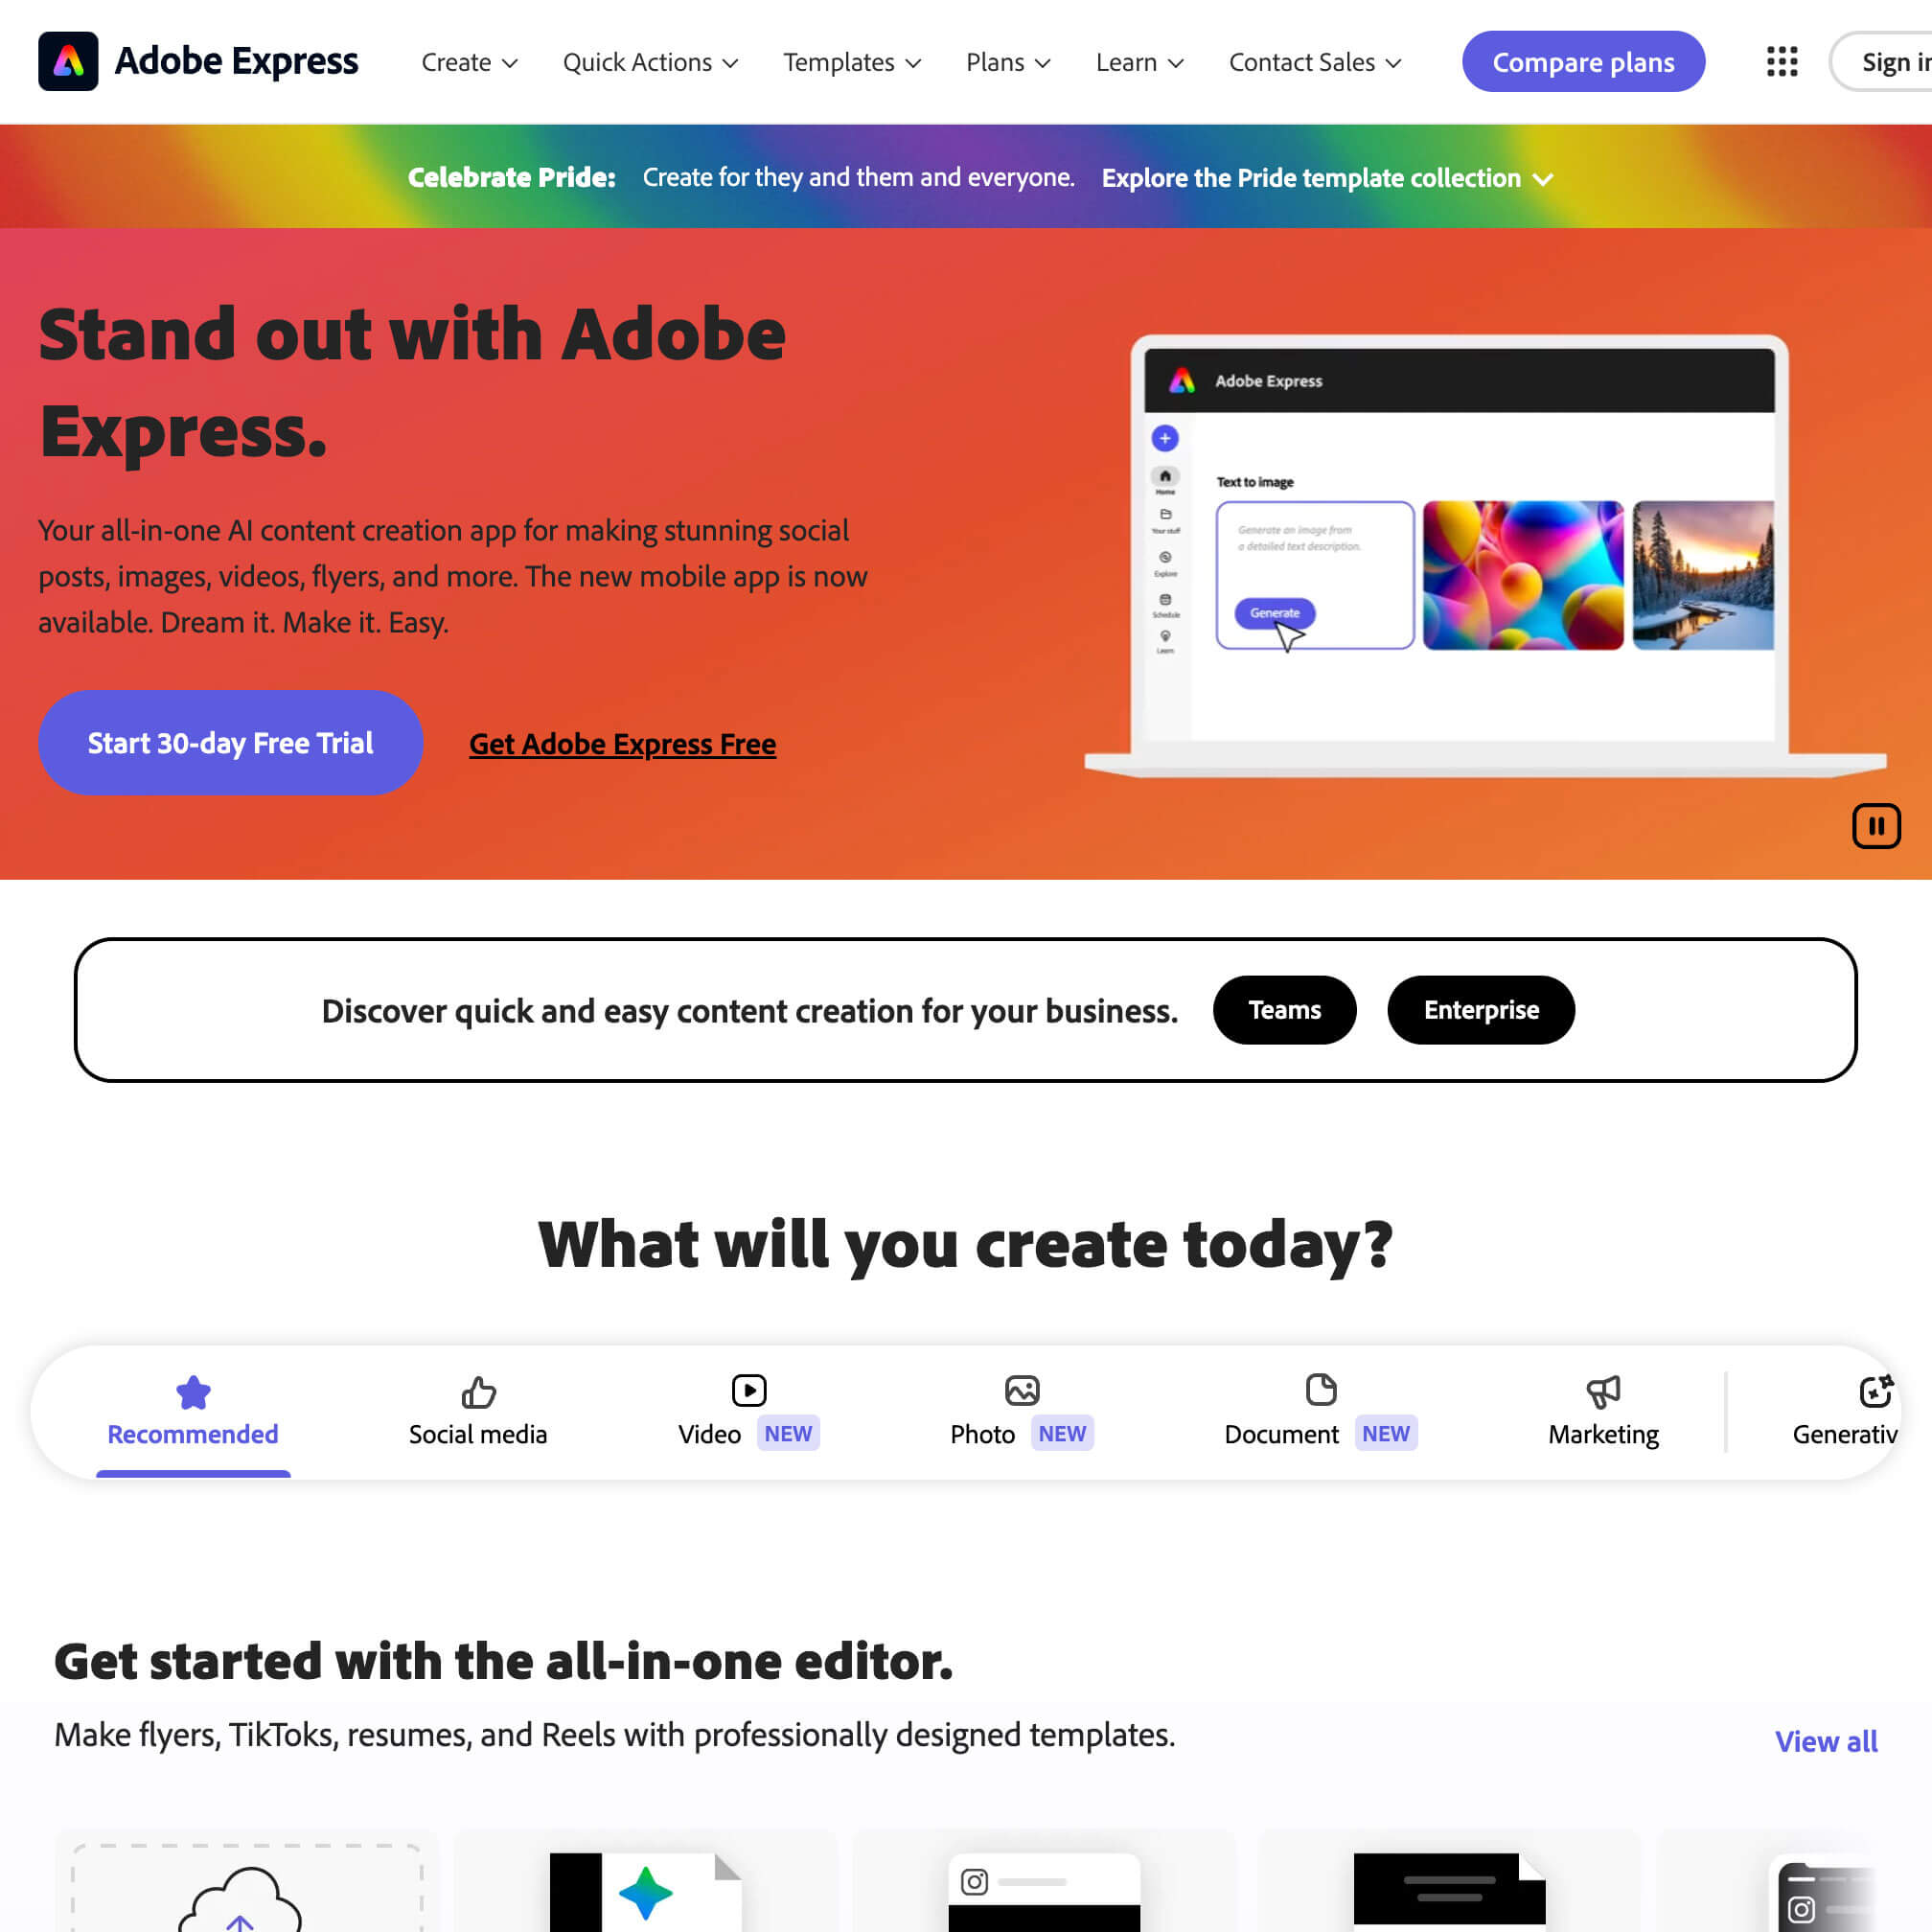 Adobe Express
Create
Quick Actions
Templates
Plans
Learn
Contact Sales
Compare plans
Sign in
Celebrate Pride: Create for they and them and everyone. Explore the Pride template collection
Stand out with Adobe
Express.
Your all-in-one AI content creation app for making stunning social
posts, images, videos, flyers, and more. The new mobile app is now
available. Dream it. Make it. Easy.
Start 30-day Free Trial
Get Adobe Express Free
Adobe Express
Home
Your stuff
Explore
Schedule
Learn
Text to image
Generate an image from
a detailed text description.
Generate
Discover quick and easy content creation for your business.
Teams
Enterprise
What will you create today?
Recommended
Social media
Video NEW
Photo NEW
Document NEW
Marketing
Generativ
Get started with the all-in-one editor.
Make flyers, TikToks, resumes, and Reels with professionally designed templates.
View all